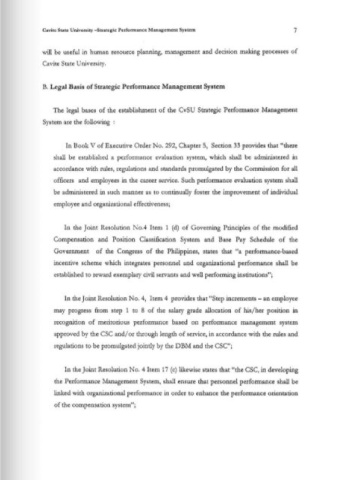 Cavite State University –Strategic Performance Management System 7
will be useful in human resource planning, management and decision making processes of
Cavite State University.
B. Legal Basis of Strategic Performance Management System
The legal bases of the establishment of the CvSU Strategic Performance Management
System are the following :
In Book V of Executive Order No. 292, Chapter 5, Section 33 provides that "there
shall be established a performance evaluation system, which shall be administered in
accordance with rules, regulations and standards promulgated by the Commission for all
officers and employees in the career service. Such performance evaluation system shall
be administered in such manner as to continually foster the improvement of individual
employee and organizational effectiveness;
In the Joint Resolution No.4 Item 1 (d) of Governing Principles of the modified
Compensation and Position Classification System and Base Pay Schedule of the
Government of the Congress of the Philippines, states that "a performance-based
incentive scheme which integrates personnel and organizational performance shall be
established to reward exemplary civil servants and well performing institutions";
In the Joint Resolution No. 4, Item 4 provides that "Step increments – an employee
may progress from step 1 to 8 of the salary grade allocation of his/her position in
recognition of meritorious performance based on performance management system
approved by the CSC and/or through length of service, in accordance with the rules and
regulations to be promulgated jointly by the DBM and the CSC";
In the Joint Resolution No. 4 Item 17 (c) likewise states that "the CSC, in developing
the Performance Management System, shall ensure that personnel performance shall be
linked with organizational performance in order to enhance the performance orientation
of the compensation system";